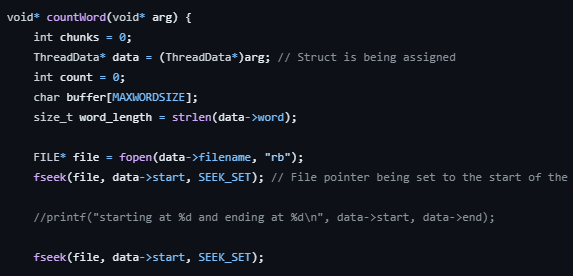 void* countWord(void* arg) {
    int chunks = 0;
    ThreadData* data = (ThreadData*)arg; // Struct is being assigned
    int count = 0;
    char buffer[MAXWORDSIZE];
    size_t word_length = strlen(data->word);

    FILE* file = fopen(data->filename, "rb");
    fseek(file, data->start, SEEK_SET); // File pointer being set to the start of the

    //printf("starting at %d and ending at %d\n", data->start, data->end);

    fseek(file, data->start, SEEK_SET);